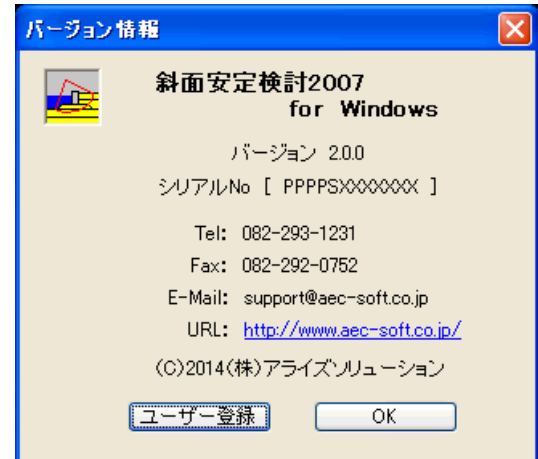 バージョン情報
斜面安定検討2007
for Windows
バージョン 2.0.0
シリアルNo [ PPPPSXXXXXXX ]
Tel: 082-293-1231
Fax: 082-292-0752
E-Mail: support@aec-soft.co.jp
URL: http://www.aec-soft.co.jp/
(C)2014(株)アライズソリューション
ユーザー登録 OK